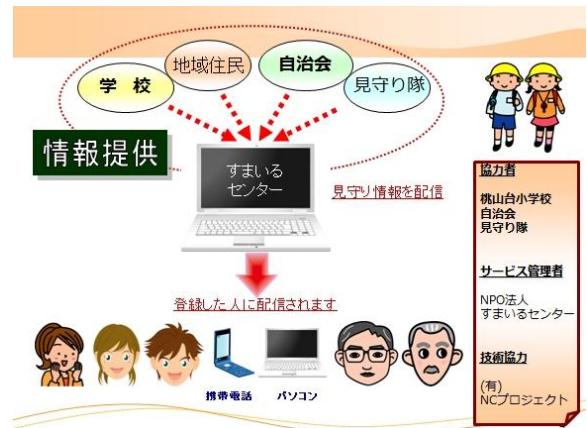 学 校
地域住民
自治会
見守り隊
情報提供
すまいる
センター
見守り情報を配信
登録した人に配信されます
携帯電話
パソコン
協力者
桃山台小学校
自治会
見守り隊
サービス管理者
NPO法人
すまいるセンター
技術協力
(有)
NCプロジェクト